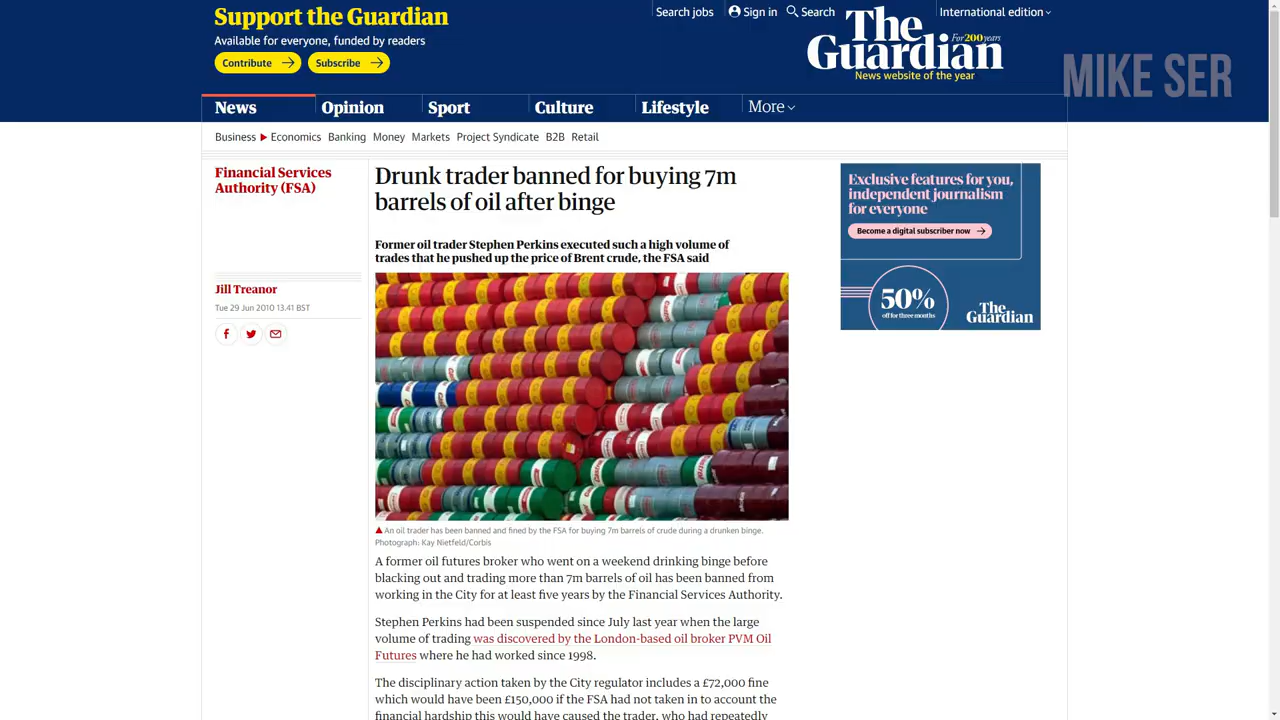 Support the Guardian
Available for everyone, funded by readers
Contribute
Subscribe
Search jobs
Sign in
Search
International edition
The Guardian
For 200 years
News website of the year
MIKE SER
News
Opinion
Sport
Culture
Lifestyle
More
Business
Economics
Banking
Money
Markets
Project Syndicate
B2B
Retail
Financial Services
Authority (FSA)
Drunk trader banned for buying 7m
barrels of oil after binge
Former oil trader Stephen Perkins executed such a high volume of
trades that he pushed up the price of Brent crude, the FSA said
Jill Treanor
Tue 29 Jun 2010 13.41 BST
An oil trader has been banned and fined by the FSA for buying 7m barrels of crude during a drunken binge.
Photograph: Kay Nietfeld/Corbis
A former oil futures broker who went on a weekend drinking binge before
blacking out and trading more than 7m barrels of oil has been banned from
working in the City for at least five years by the Financial Services Authority.
Stephen Perkins had been suspended since July last year when the large
volume of trading was discovered by the London-based oil broker PVM Oil
Futures where he had worked since 1998.
The disciplinary action taken by the City regulator includes a £72,000 fine
which would have been £150,000 if the FSA had not taken in to account the
financial hardship this would have caused the trader, who had repeatedly
Exclusive features for you,
independent journalism
for everyone
Become a digital subscriber now
50%
off for three months
The Guardian